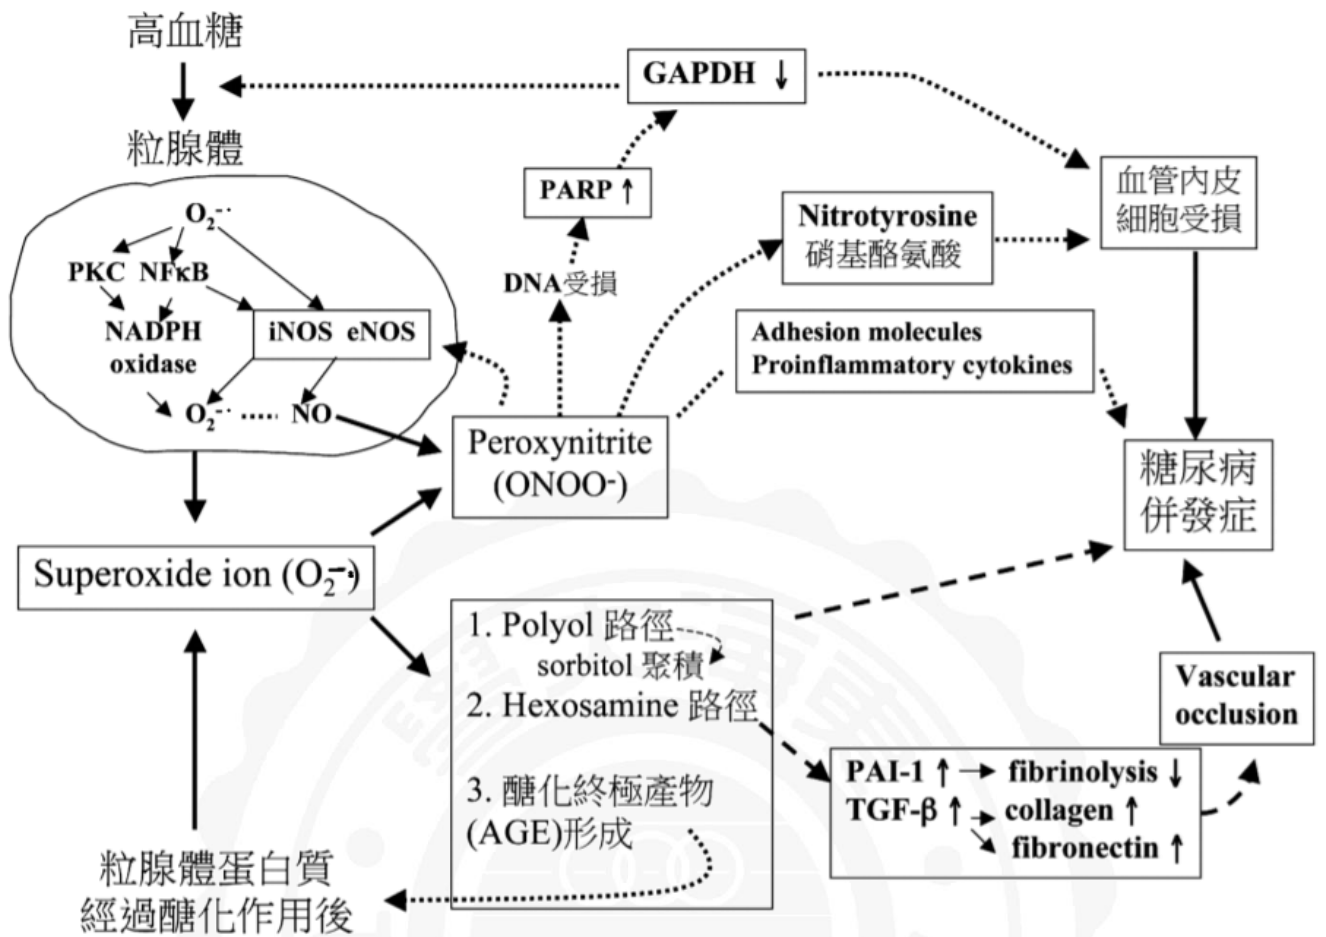 高血糖
粒腺體
O₂⁻·
PKC NFκB
NADPH
oxidase
iNOS eNOS
O₂⁻·
NO
Superoxide ion (O₂⁻·)
粒腺體蛋白質
經過醣化作用後
GAPDH ↓
PARP ↑
DNA受損
Nitrotyrosine
硝基酪氨酸
Adhesion molecules
Proinflammatory cytokines
Peroxynitrite
(ONOO⁻)
1. Polyol 路徑
sorbitol 聚積
2. Hexosamine 路徑
3. 醣化終極產物
(AGE)形成
血管內皮
細胞受損
糖尿病
併發症
Vascular
occlusion
PAI-1 ↑ → fibrinolysis ↓
TGF-β ↑ → collagen ↑
fibronectin ↑